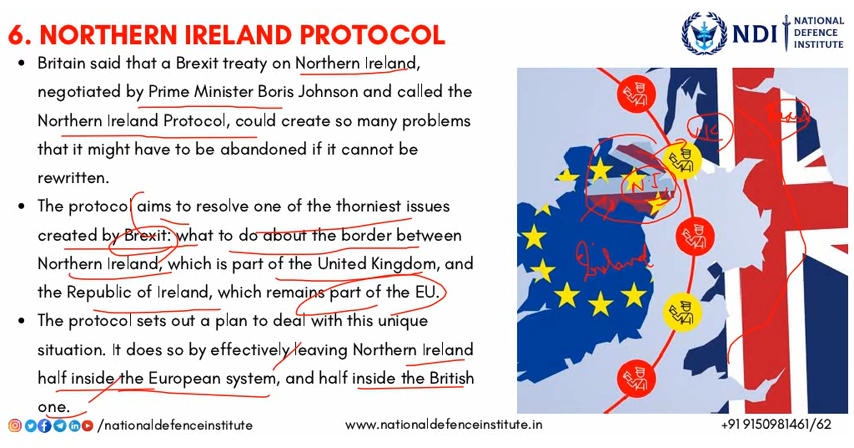 6. NORTHERN IRELAND PROTOCOL
NDI
NATIONAL
DEFENCE
INSTITUTE
• Britain said that a Brexit treaty on Northern Ireland,
negotiated by Prime Minister Boris Johnson and called the
Northern Ireland Protocol, could create so many problems
that it might have to be abandoned if it cannot be
rewritten.
• The protocol aims to resolve one of the thorniest issues
created by Brexit: what to do about the border between
Northern Ireland, which is part of the United Kingdom, and
the Republic of Ireland, which remains part of the EU.
• The protocol sets out a plan to deal with this unique
situation. It does so by effectively leaving Northern Ireland
half inside the European system, and half inside the British
one.
N.I.
Ireland
/nationaldefenceinstitute
www.nationaldefenceinstitute.in
+91 9150981461/62